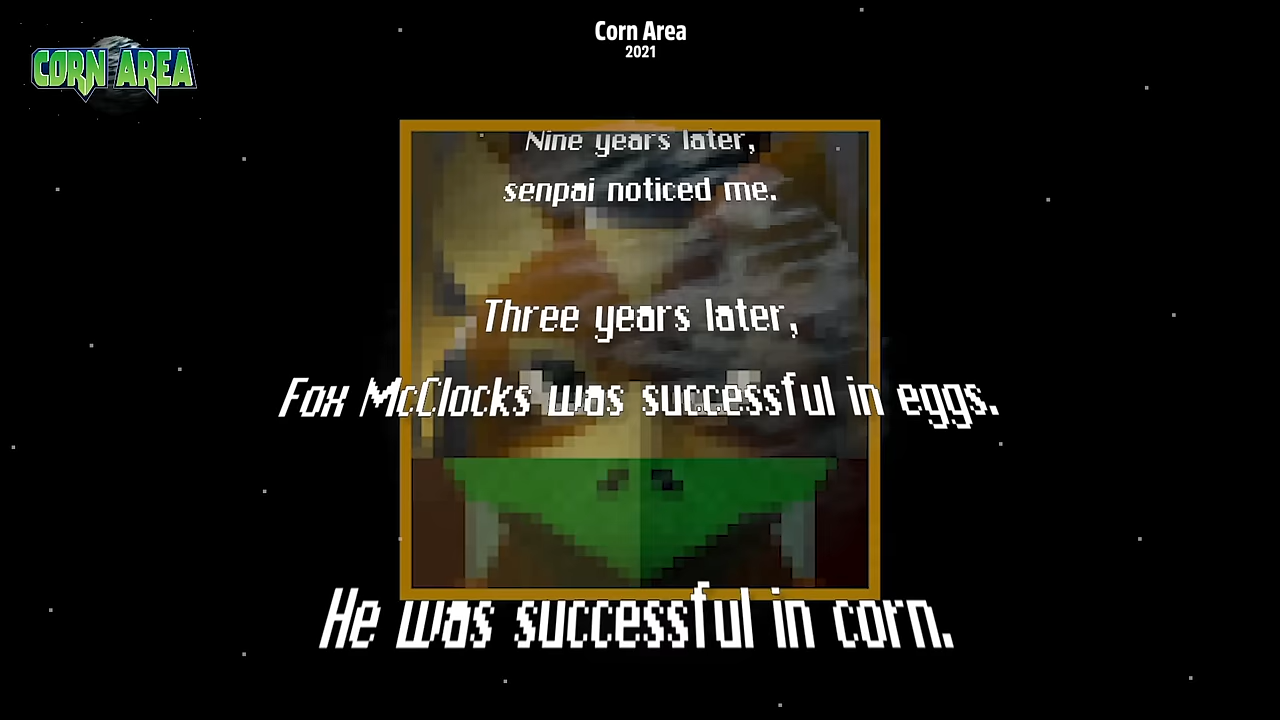 CORN AREA
Corn Area
2021
Nine years later,
senpai noticed me.
Three years later,
Fox McClocks was successful in eggs.
He was successful in corn.